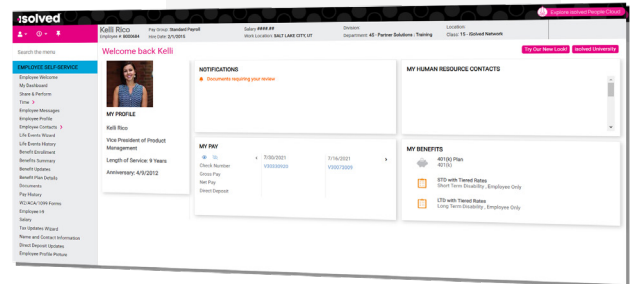 isolved
Explore isolved People Cloud
Kelli Rico
Employee #: 0000684
Pay Group: Standard Payroll
Hire Date: 2/1/2015
Salary ####.##
Work Location: SALT LAKE CITY, UT
Division:
Department: 45 - Partner Solutions : Training
Location:
Class: 15 - iSolved Network
Search the menu
Welcome back Kelli
Try Our New Look!
isolved University
EMPLOYEE SELF-SERVICE
Employee Welcome
My Dashboard
Share & Perform
Time >
Employee Messages
Employee Profile
Employee Contacts >
Life Events Wizard
Life Events History
Benefit Enrollment
Benefits Summary
Benefit Updates
Benefit Plan Details
Documents
Pay History
W2/ACA/1099 Forms
Employee I-9
Salary
Tax Updates Wizard
Name and Contact Information
Direct Deposit Updates
Employee Profile Picture
MY PROFILE
Kelli Rico
Vice President of Product
Management
Length of Service: 9 Years
Anniversary: 4/9/2012
NOTIFICATIONS
Documents requiring your review
MY HUMAN RESOURCE CONTACTS
MY PAY
< 7/30/2021 7/16/2021 >
Check Number
Gross Pay
Net Pay
Direct Deposit
MY BENEFITS
401(k) Plan
401(k)
STD with Tiered Rates
Short Term Disability , Employee Only
LTD with Tiered Rates
Long Term Disability , Employee Only